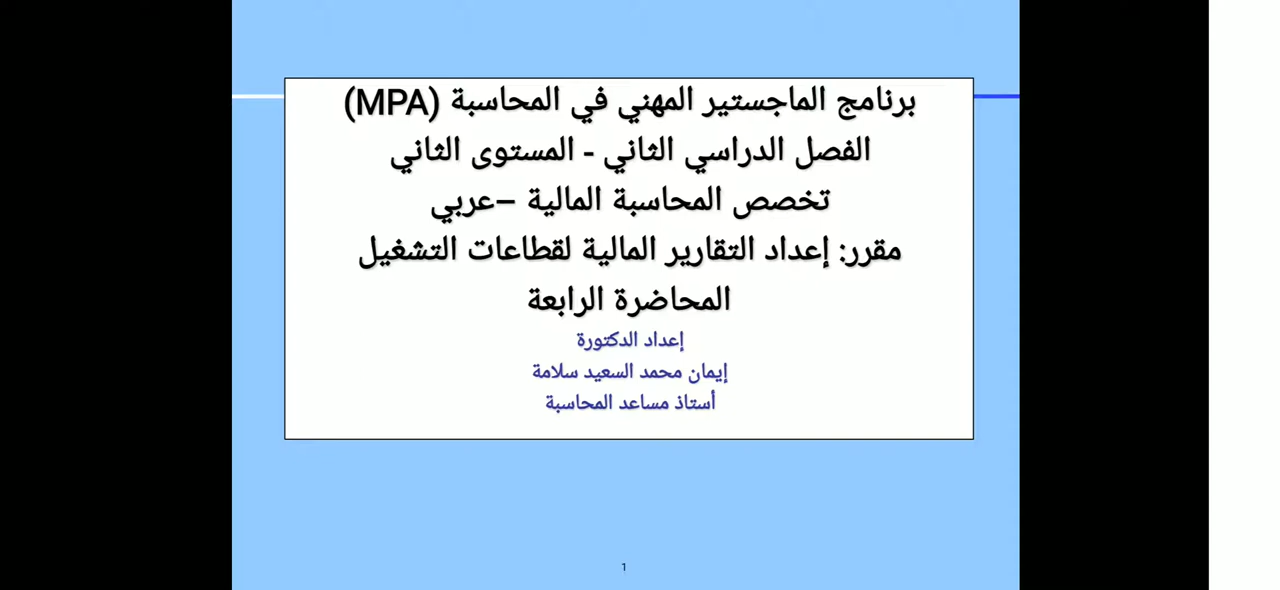 برنامج الماجستير المهني في المحاسبة (MPA)
الفصل الدراسي الثاني - المستوى الثاني
تخصص المحاسبة المالية –عربي
مقرر: إعداد التقارير المالية لقطاعات التشغيل
المحاضرة الرابعة
إعداد الدكتورة
إيمان محمد السعيد سلامة
أستاذ مساعد المحاسبة
1